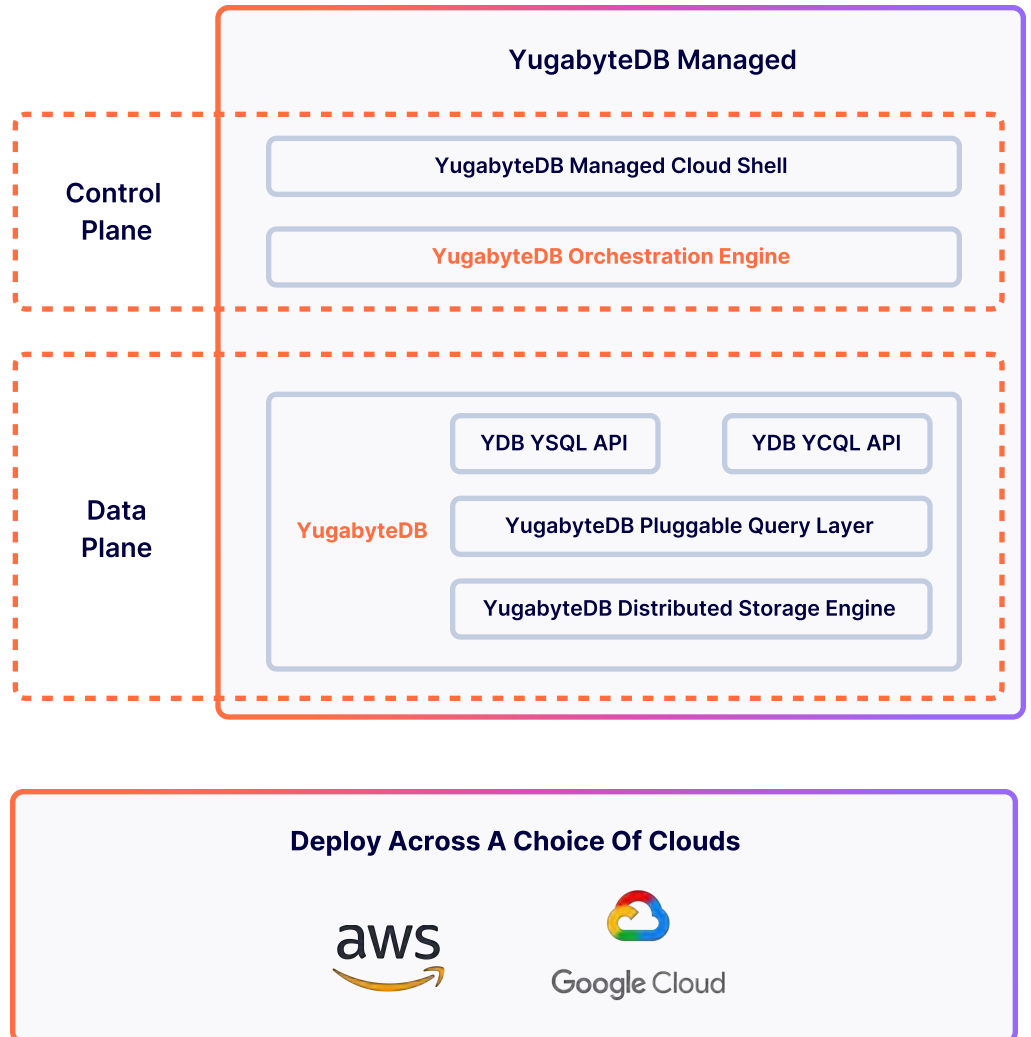 YugabyteDB Managed
Control
Plane
YugabyteDB Managed Cloud Shell
YugabyteDB Orchestration Engine
Data
Plane
YugabyteDB
YDB YSQL API
YDB YCQL API
YugabyteDB Pluggable Query Layer
YugabyteDB Distributed Storage Engine
Deploy Across A Choice Of Clouds
aws
Google Cloud